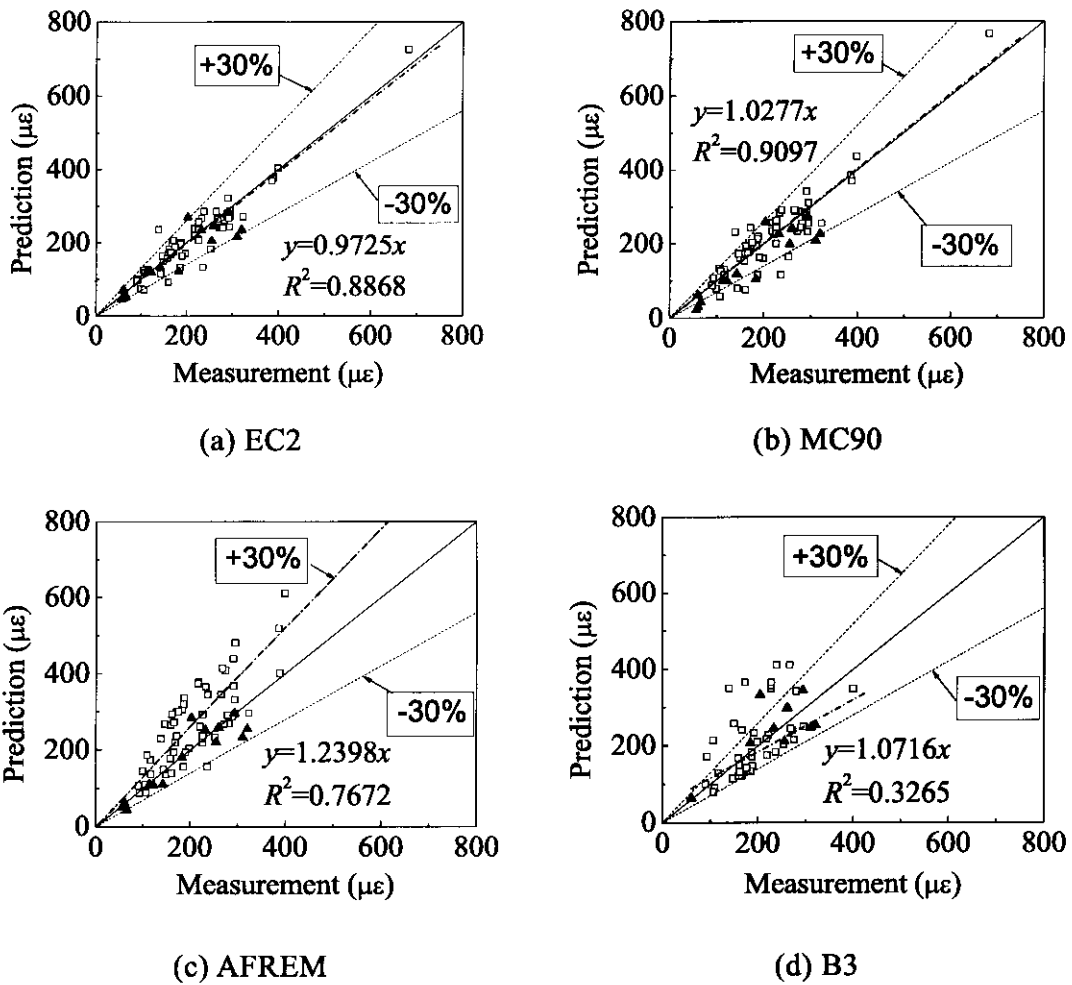 800
600
400
200
0
Prediction (με)
+30%
-30%
y=0.9725x
R²=0.8868
0 200 400 600 800
Measurement (με)
(a) EC2
800
600
400
200
0
Prediction (με)
+30%
y=1.0277x
R²=0.9097
-30%
0 200 400 600 800
Measurement (με)
(b) MC90
800
600
400
200
0
Prediction (με)
+30%
-30%
y=1.2398x
R²=0.7672
0 200 400 600 800
Measurement (με)
(c) AFREM
800
600
400
200
0
Prediction (με)
+30%
-30%
y=1.0716x
R²=0.3265
0 200 400 600 800
Measurement (με)
(d) B3